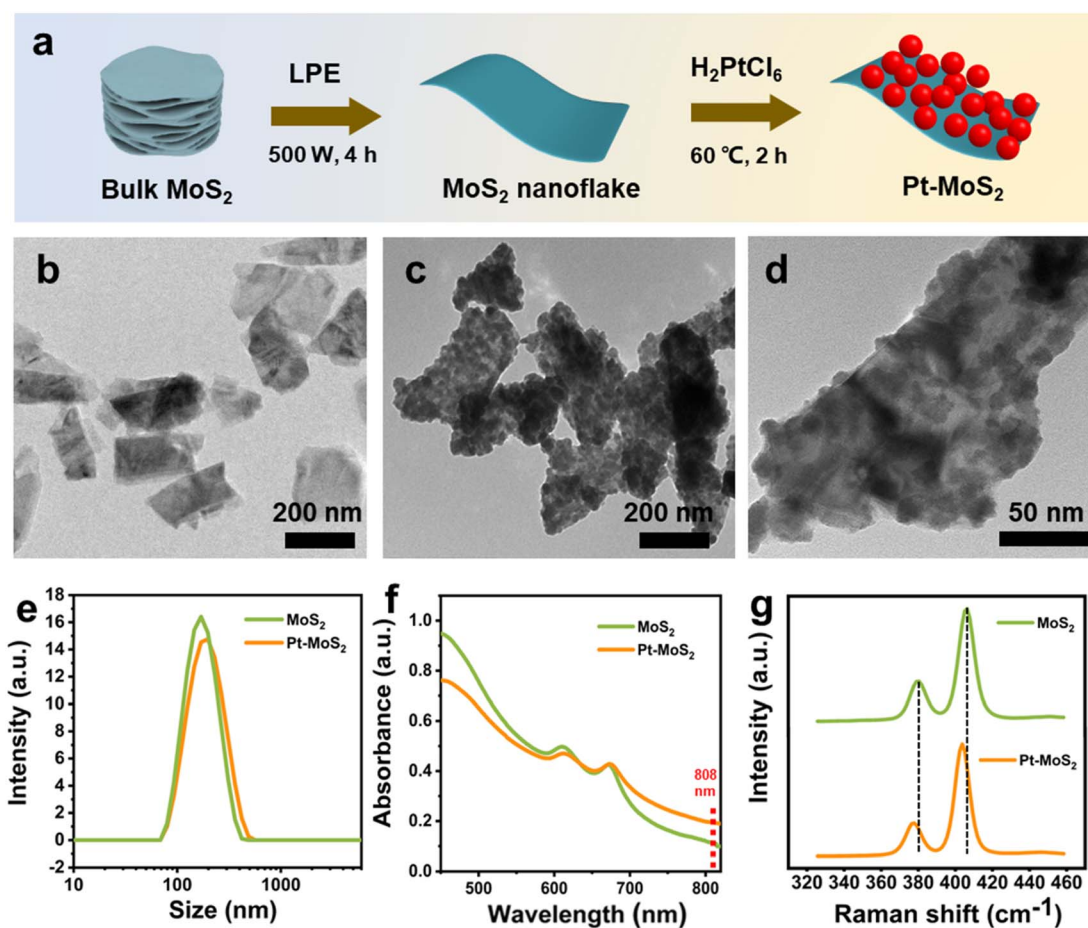 a
LPE
500 W, 4 h
H₂PtCl₆
60 ℃, 2 h
Bulk MoS₂
MoS₂ nanoflake
Pt-MoS₂
b
200 nm
c
200 nm
d
50 nm
e
18
16
14
12
10
8
6
4
2
0
-2
10
100
1000
Intensity (a.u.)
Size (nm)
MoS₂
Pt-MoS₂
f
1.0
0.8
0.6
0.4
0.2
0.0
500
600
700
800
Absorbance (a.u.)
Wavelength (nm)
MoS₂
Pt-MoS₂
808
nm
g
MoS₂
Pt-MoS₂
Intensity (a.u.)
320 340 360 380 400 420 440 460
Raman shift (cm⁻¹)